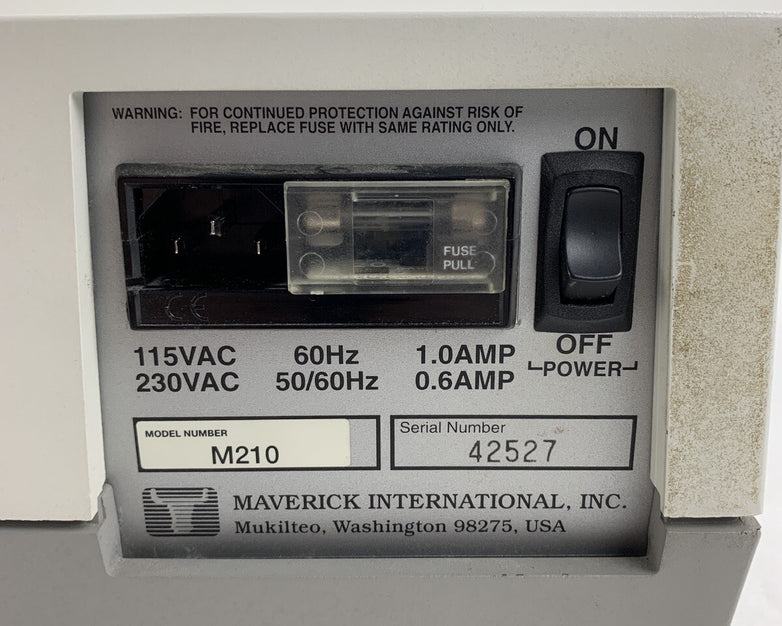 WARNING: FOR CONTINUED PROTECTION AGAINST RISK OF
FIRE, REPLACE FUSE WITH SAME RATING ONLY.
ON
FUSE
PULL
CE
OFF
POWER
115VAC 60Hz 1.0AMP
230VAC 50/60Hz 0.6AMP
MODEL NUMBER
M210
Serial Number
42527
MAVERICK INTERNATIONAL, INC.
Mukilteo, Washington 98275, USA